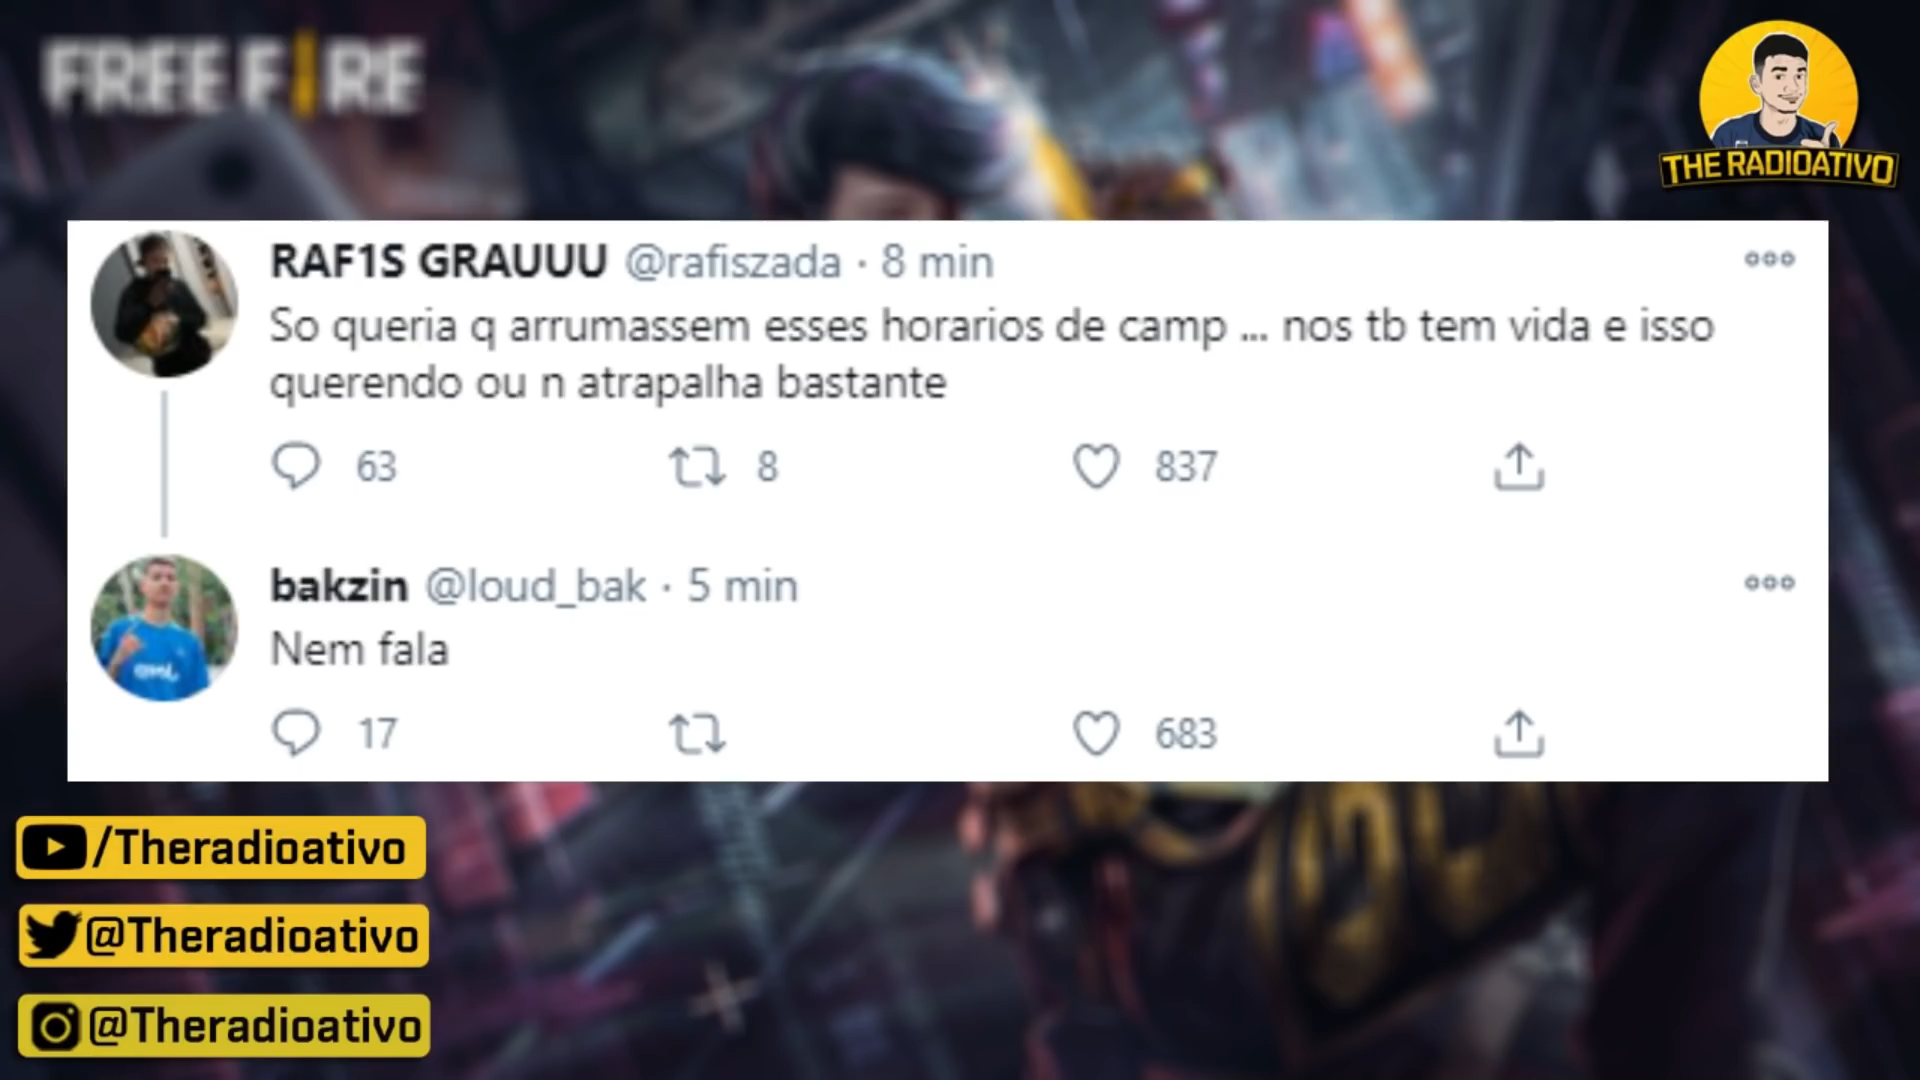 FREE FIRE
THE RADIOATIVO
RAF1S GRAUUU @rafiszada · 8 min
So queria q arrumassem esses horarios de camp ... nos tb tem vida e isso
querendo ou n atrapalha bastante
63 8 837
bakzin @loud_bak · 5 min
Nem fala
17 683
/Theradioativo
@Theradioativo
@Theradioativo